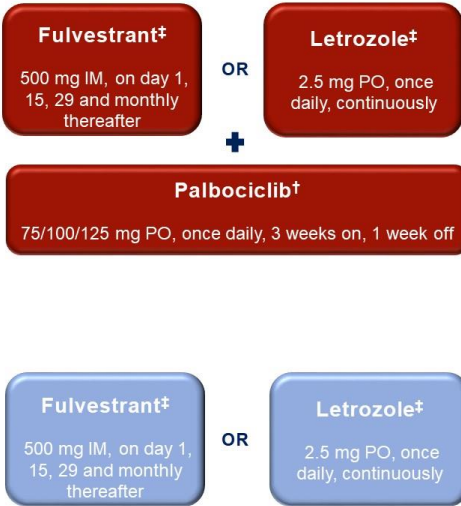 Fulvestrant‡
500 mg IM, on day 1,
15, 29 and monthly
thereafter
OR
Letrozole‡
2.5 mg PO, once
daily, continuously
+
Palbociclib†
75/100/125 mg PO, once daily, 3 weeks on, 1 week off
Fulvestrant‡
500 mg IM, on day 1,
15, 29 and monthly
thereafter
OR
Letrozole‡
2.5 mg PO, once
daily, continuously